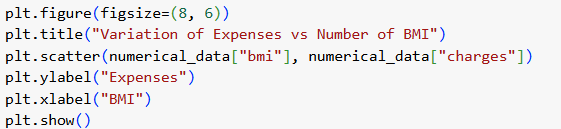 plt.figure(figsize=(8, 6))
plt.title("Variation of Expenses vs Number of BMI")
plt.scatter(numerical_data["bmi"], numerical_data["charges"])
plt.ylabel("Expenses")
plt.xlabel("BMI")
plt.show()